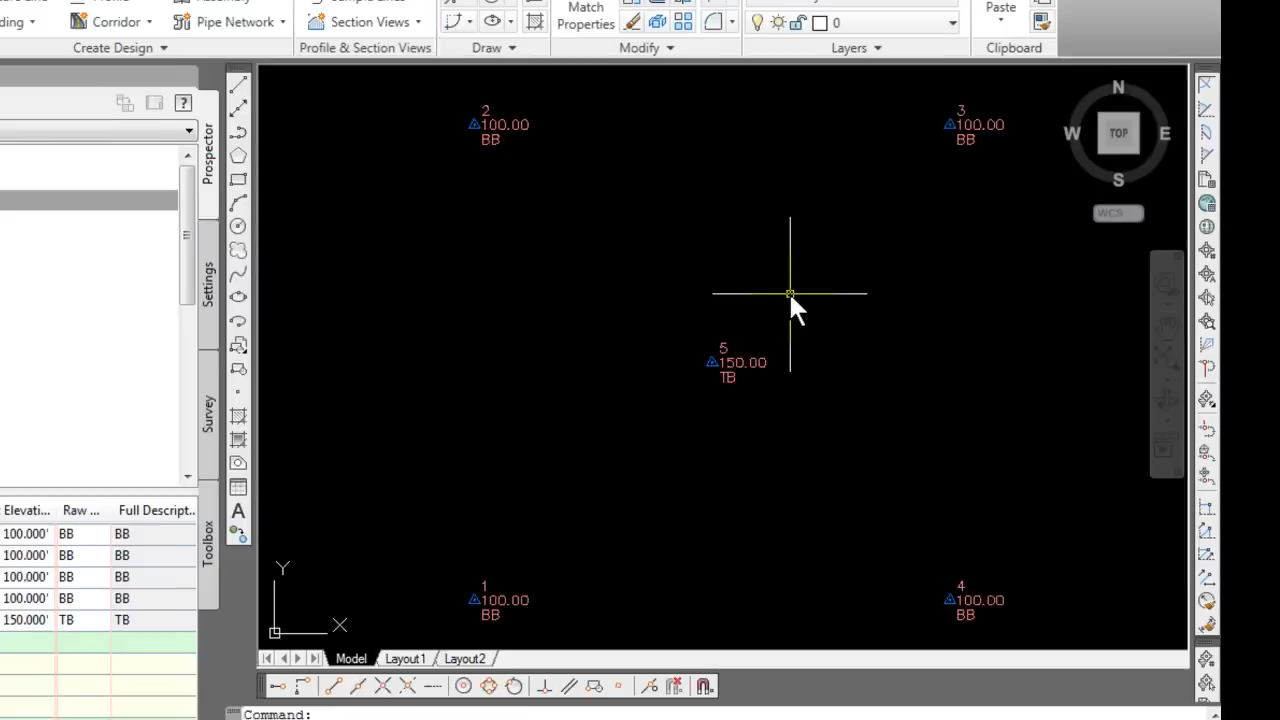 Corridor
Pipe Network
Section Views
Match
Properties
0
Paste
Create Design
Profile & Section Views
Draw
Modify
Layers
Clipboard
?
Prospector
Settings
Survey
Toolbox
Elevati... Raw ... Full Descript..
100.000' BB BB
100.000' BB BB
100.000' BB BB
100.000' BB BB
150.000' TB TB
A
2
100.00
BB
3
100.00
BB
5
150.00
TB
1
100.00
BB
4
100.00
BB
N
W TOP E
S
WCS
Y
X
Model Layout1 Layout2
Command: